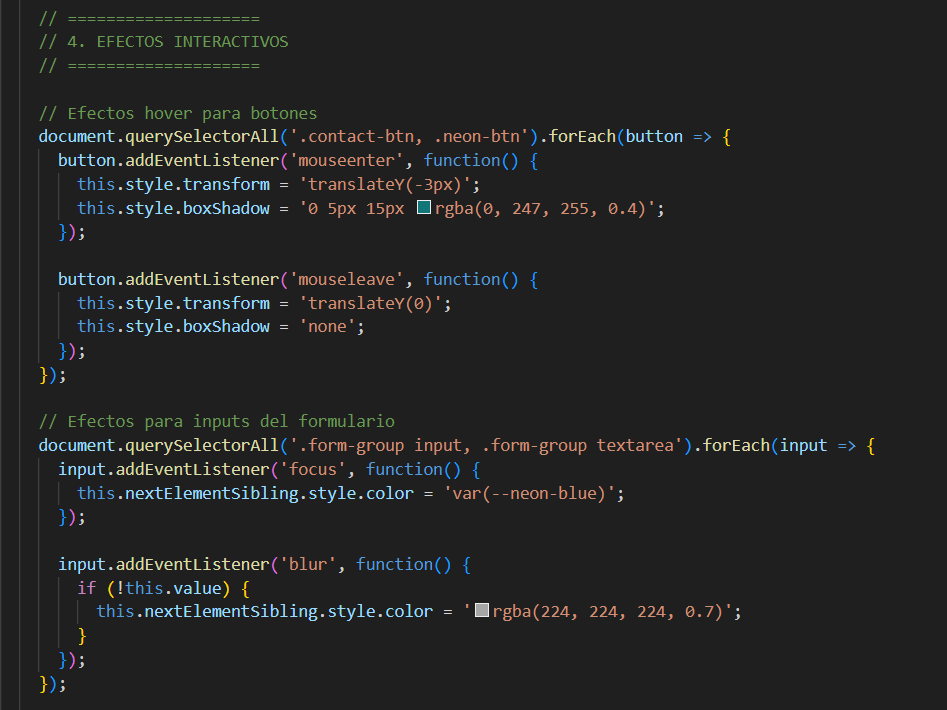 // ====================
// 4. EFECTOS INTERACTIVOS
// ====================
// Efectos hover para botones
document.querySelectorAll('.contact-btn, .neon-btn').forEach(button => {
button.addEventListener('mouseenter', function() {
this.style.transform = 'translateY(-3px)';
this.style.boxShadow = '0 5px 15px rgba(0, 247, 255, 0.4)';
});
button.addEventListener('mouseleave', function() {
this.style.transform = 'translateY(0)';
this.style.boxShadow = 'none';
});
});
// Efectos para inputs del formulario
document.querySelectorAll('.form-group input, .form-group textarea').forEach(input => {
input.addEventListener('focus', function() {
this.nextElementSibling.style.color = 'var(--neon-blue)';
});
input.addEventListener('blur', function() {
if (!this.value) {
this.nextElementSibling.style.color = 'rgba(224, 224, 224, 0.7)';
}
});
});